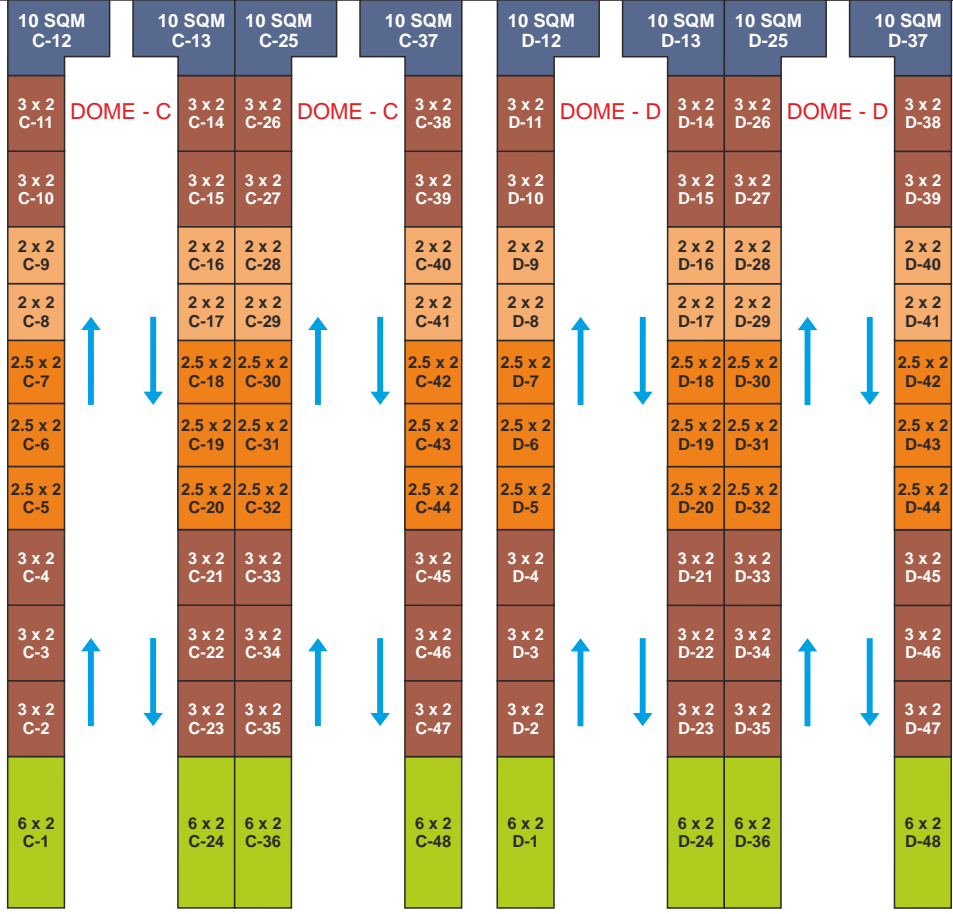 10 SQM 10 SQM 10 SQM 10 SQM 10 SQM 10 SQM 10 SQM 10 SQM
C-12 C-13 C-25 C-37 D-12 D-13 D-25 D-37
3 x 2 3 x 2 3 x 2 3 x 2 3 x 2 3 x 2 3 x 2 3 x 2
C-11 DOME - C C-14 C-26 DOME - C C-38 D-11 DOME - D D-14 D-26 DOME - D D-38
3 x 2 3 x 2 3 x 2 3 x 2 3 x 2 3 x 2 3 x 2 3 x 2
C-10 C-15 C-27 C-39 D-10 D-15 D-27 D-39
2 x 2 2 x 2 2 x 2 2 x 2 2 x 2 2 x 2 2 x 2 2 x 2
C-9 C-16 C-28 C-40 D-9 D-16 D-28 D-40
2 x 2 2 x 2 2 x 2 2 x 2 2 x 2 2 x 2 2 x 2 2 x 2
C-8 C-17 C-29 C-41 D-8 D-17 D-29 D-41
2.5 x 2 2.5 x 2 2.5 x 2 2.5 x 2 2.5 x 2 2.5 x 2 2.5 x 2 2.5 x 2
C-7 C-18 C-30 C-42 D-7 D-18 D-30 D-42
2.5 x 2 2.5 x 2 2.5 x 2 2.5 x 2 2.5 x 2 2.5 x 2 2.5 x 2 2.5 x 2
C-6 C-19 C-31 C-43 D-6 D-19 D-31 D-43
2.5 x 2 2.5 x 2 2.5 x 2 2.5 x 2 2.5 x 2 2.5 x 2 2.5 x 2 2.5 x 2
C-5 C-20 C-32 C-44 D-5 D-20 D-32 D-44
3 x 2 3 x 2 3 x 2 3 x 2 3 x 2 3 x 2 3 x 2 3 x 2
C-4 C-21 C-33 C-45 D-4 D-21 D-33 D-45
3 x 2 3 x 2 3 x 2 3 x 2 3 x 2 3 x 2 3 x 2 3 x 2
C-3 C-22 C-34 C-46 D-3 D-22 D-34 D-46
3 x 2 3 x 2 3 x 2 3 x 2 3 x 2 3 x 2 3 x 2 3 x 2
C-2 C-23 C-35 C-47 D-2 D-23 D-35 D-47
6 x 2 6 x 2 6 x 2 6 x 2 6 x 2 6 x 2 6 x 2 6 x 2
C-1 C-24 C-36 C-48 D-1 D-24 D-36 D-48